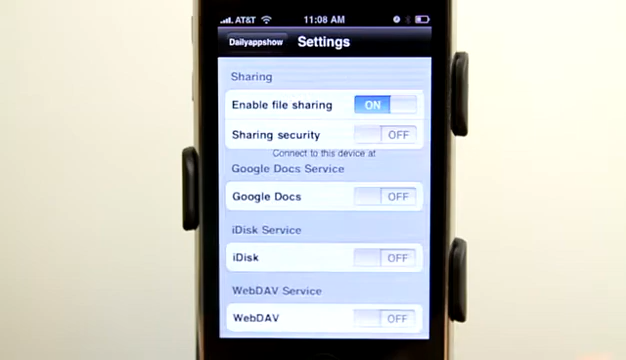 AT&T 11:08 AM
Dailyappshow Settings
Sharing
Enable file sharing ON
Sharing security OFF
Connect to this device at
Google Docs Service
Google Docs OFF
iDisk Service
iDisk OFF
WebDAV Service
WebDAV OFF